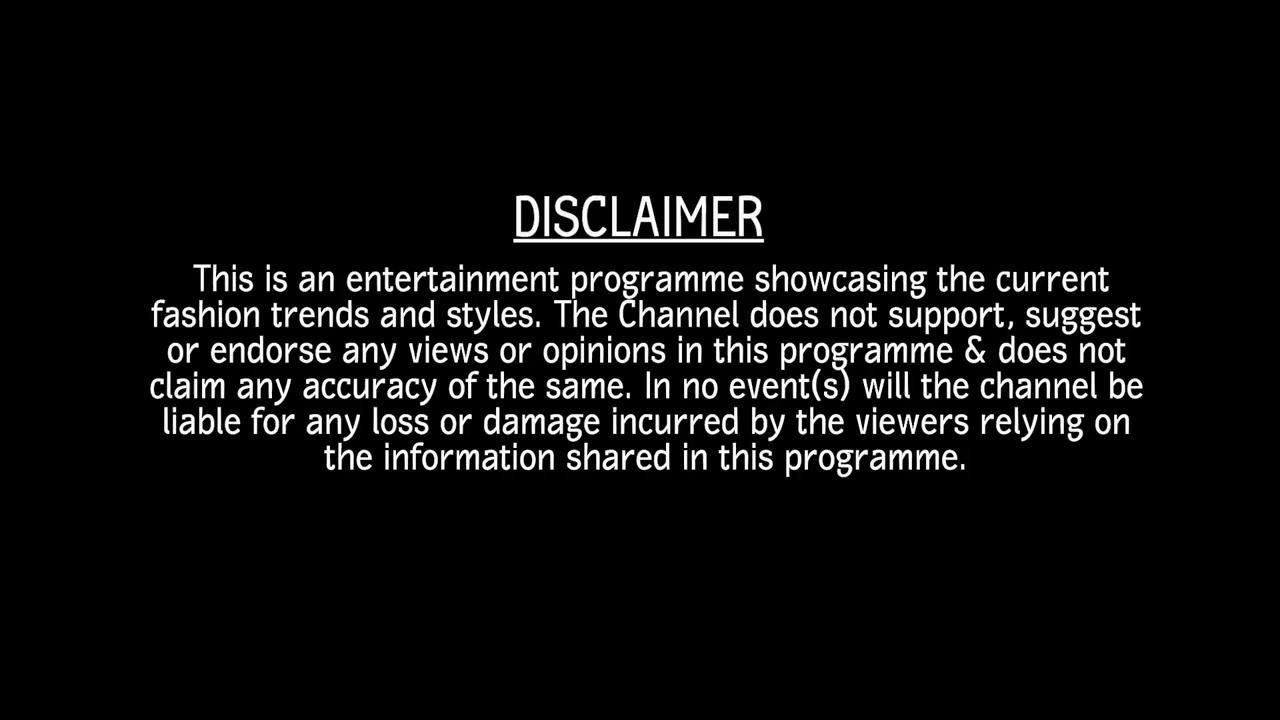 DISCLAIMER
This is an entertainment programme showcasing the current
fashion trends and styles. The Channel does not support, suggest
or endorse any views or opinions in this programme & does not
claim any accuracy of the same. In no event(s) will the channel be
liable for any loss or damage incurred by the viewers relying on
the information shared in this programme.